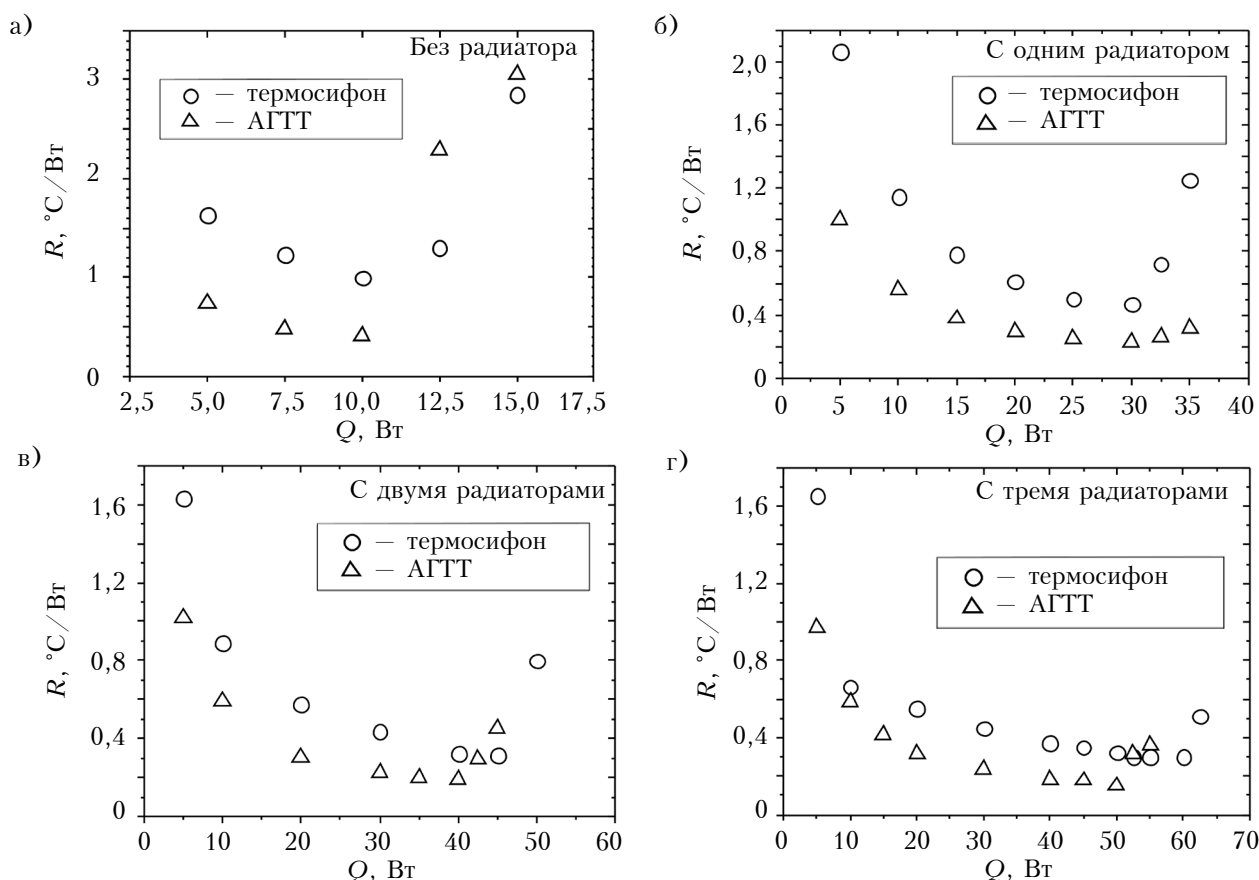 а)
Без радиатора
— термосифон
— АГТТ
R, °С/Вт
3
2
1
0
2,5 5,0 7,5 10,0 12,5 15,0 17,5
Q, Вт
б)
С одним радиатором
— термосифон
— АГТТ
R, °С/Вт
2,0
1,6
1,2
0,8
0,4
0
0 5 10 15 20 25 30 35 40
Q, Вт
в)
С двумя радиаторами
— термосифон
— АГТТ
R, °С/Вт
1,6
1,2
0,8
0,4
0
0 10 20 30 40 50 60
Q, Вт
г)
С тремя радиаторами
— термосифон
— АГТТ
R, °С/Вт
1,6
1,2
0,8
0,4
0
0 10 20 30 40 50 60 70
Q, Вт